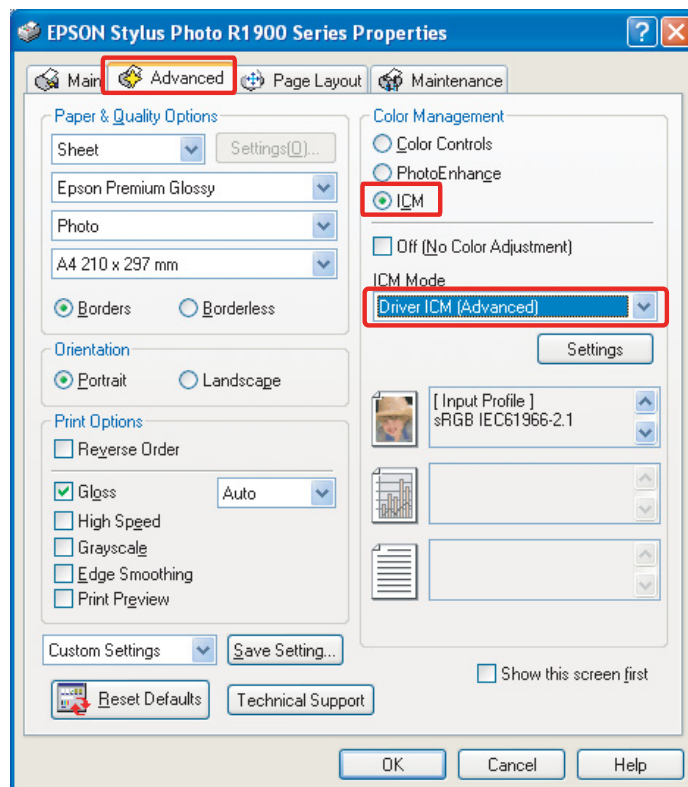 EPSON Stylus Photo R1900 Series Properties
Main
Advanced
Page Layout
Maintenance
Paper & Quality Options
Sheet
Settings(O)...
Epson Premium Glossy
Photo
A4 210 x 297 mm
Borders
Borderless
Orientation
Portrait
Landscape
Print Options
Reverse Order
Gloss
Auto
High Speed
Grayscale
Edge Smoothing
Print Preview
Custom Settings
Save Setting...
Reset Defaults
Technical Support
Color Management
Color Controls
PhotoEnhance
ICM
Off (No Color Adjustment)
ICM Mode
Driver ICM (Advanced)
Settings
[ Input Profile ]
sRGB IEC61966-2.1
Show this screen first
OK
Cancel
Help